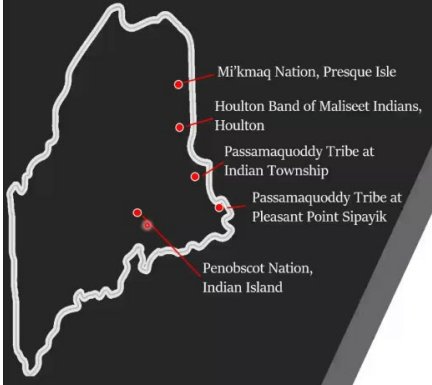 Mi'kmaq Nation, Presque Isle
Houlton Band of Maliseet Indians,
Houlton
Passamaquoddy Tribe at
Indian Township
Passamaquoddy Tribe at
Pleasant Point Sipayik
Penobscot Nation,
Indian Island